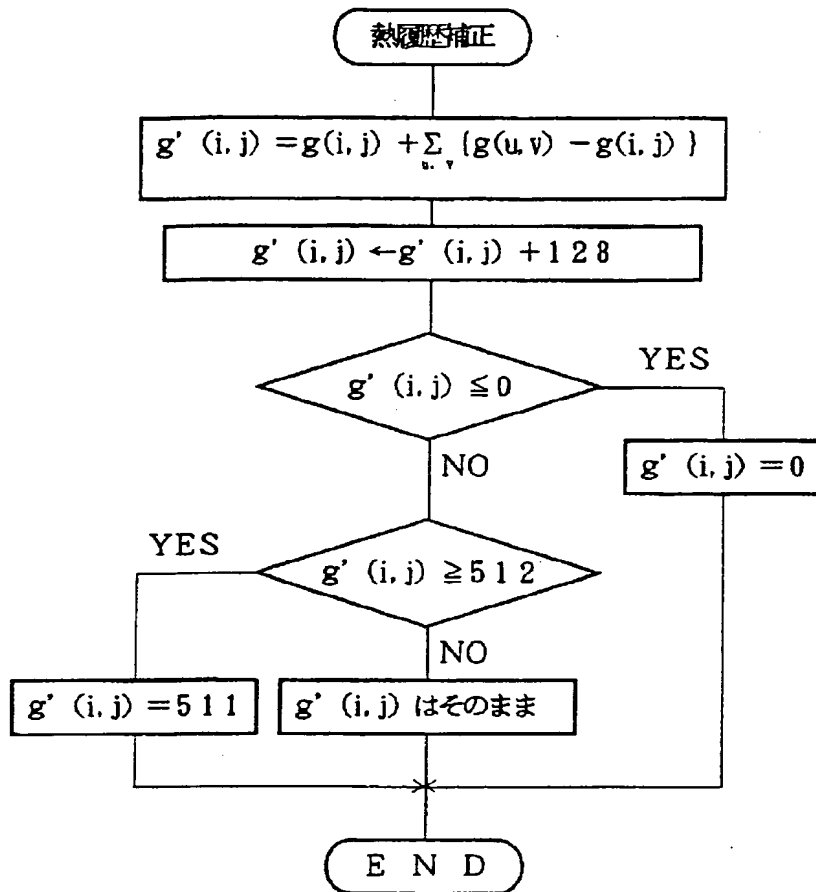 熱履歴補正
g' (i, j) =g(i, j) +Σ {g(u, v) −g(i, j) }
u. v
g' (i, j) ←g' (i, j) +128
YES
g' (i, j) ≦0
NO
g' (i, j) =0
YES
g' (i, j) ≧512
NO
g' (i, j) =511
g' (i, j) はそのまま
E N D